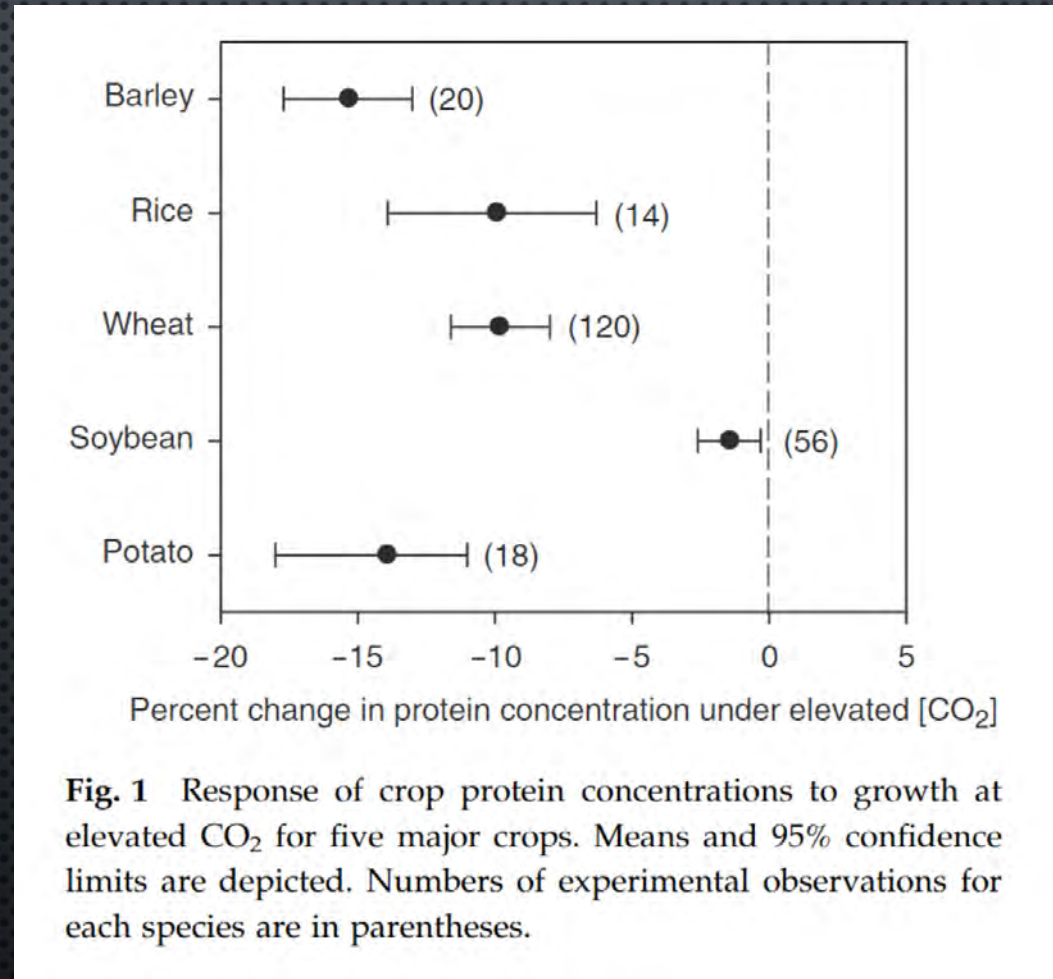 Barley
(20)
Rice
(14)
Wheat
(120)
Soybean
(56)
Potato
(18)
−20 −15 −10 −5 0 5
Percent change in protein concentration under elevated [CO2]
Fig. 1 Response of crop protein concentrations to growth at
elevated CO2 for five major crops. Means and 95% confidence
limits are depicted. Numbers of experimental observations for
each species are in parentheses.